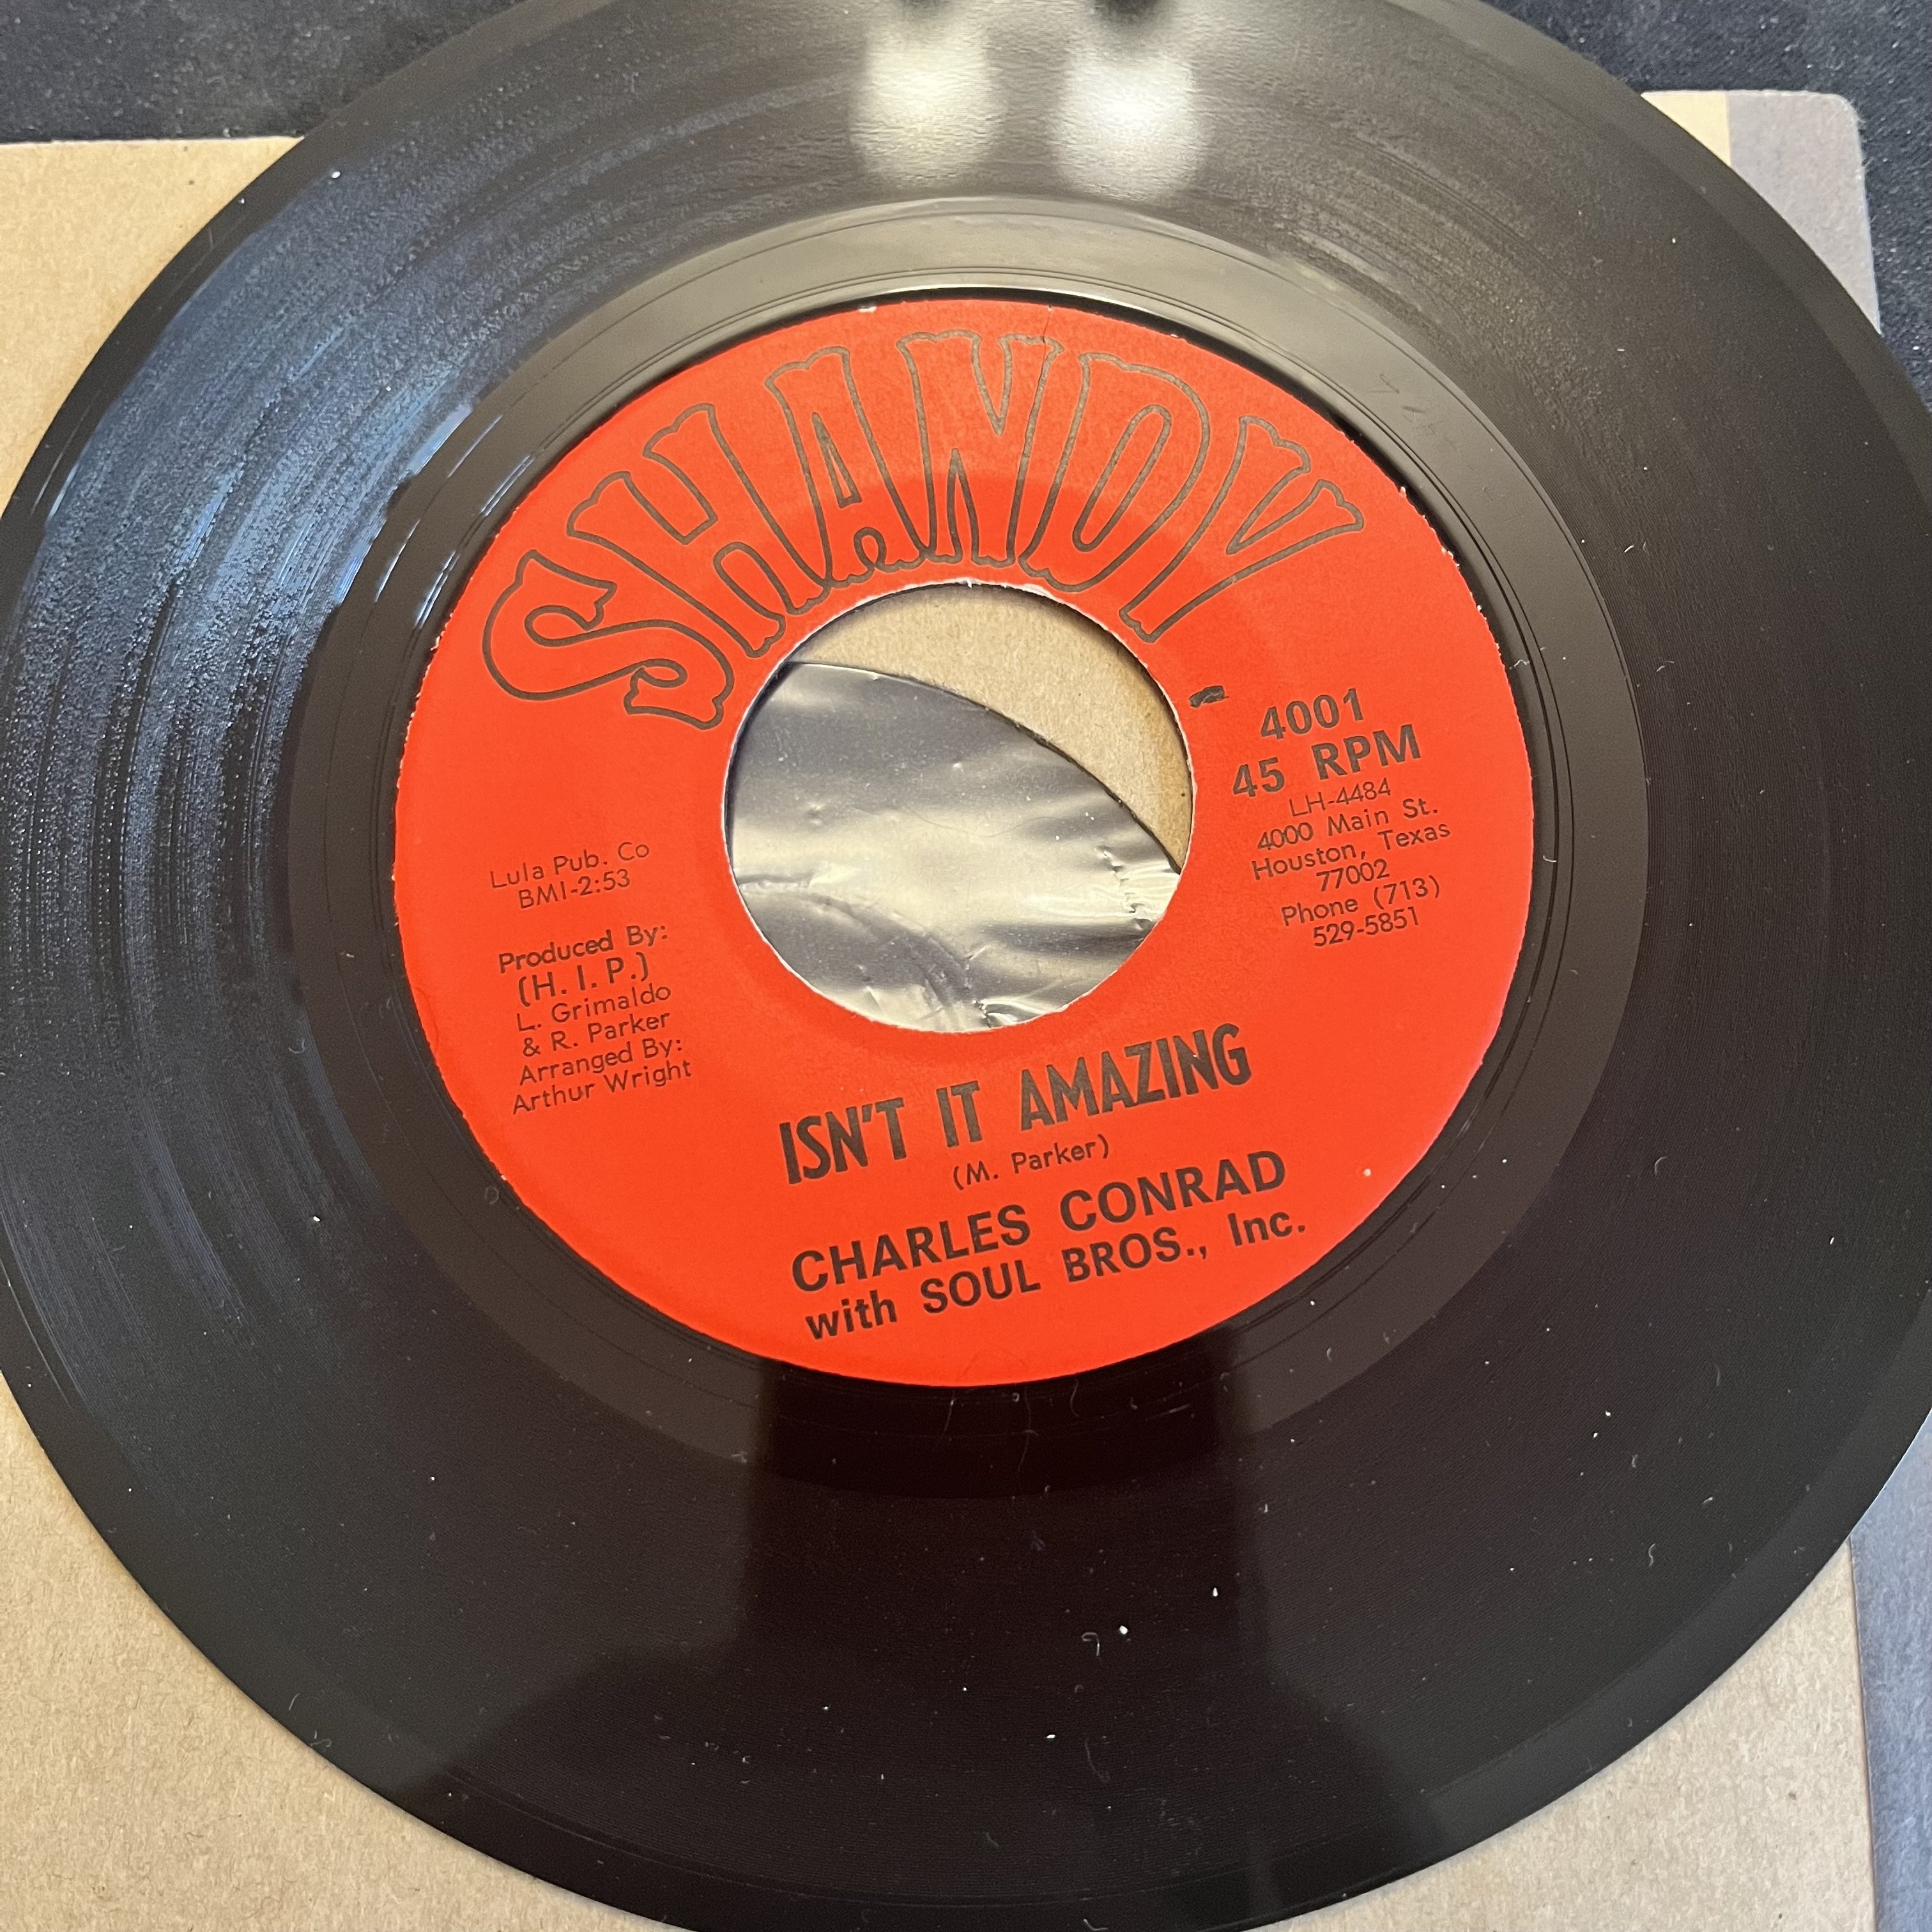 SHANDY
4001
45 RPM
LH-4484
4000 Main St.
Houston, Texas
77002
Phone (713)
529-5851
Lula Pub. Co
BMI-2:53
Produced By:
(H. I. P.)
L. Grimaldo
& R. Parker
Arranged By:
Arthur Wright
ISN'T IT AMAZING
(M. Parker)
CHARLES CONRAD
with SOUL BROS., Inc.